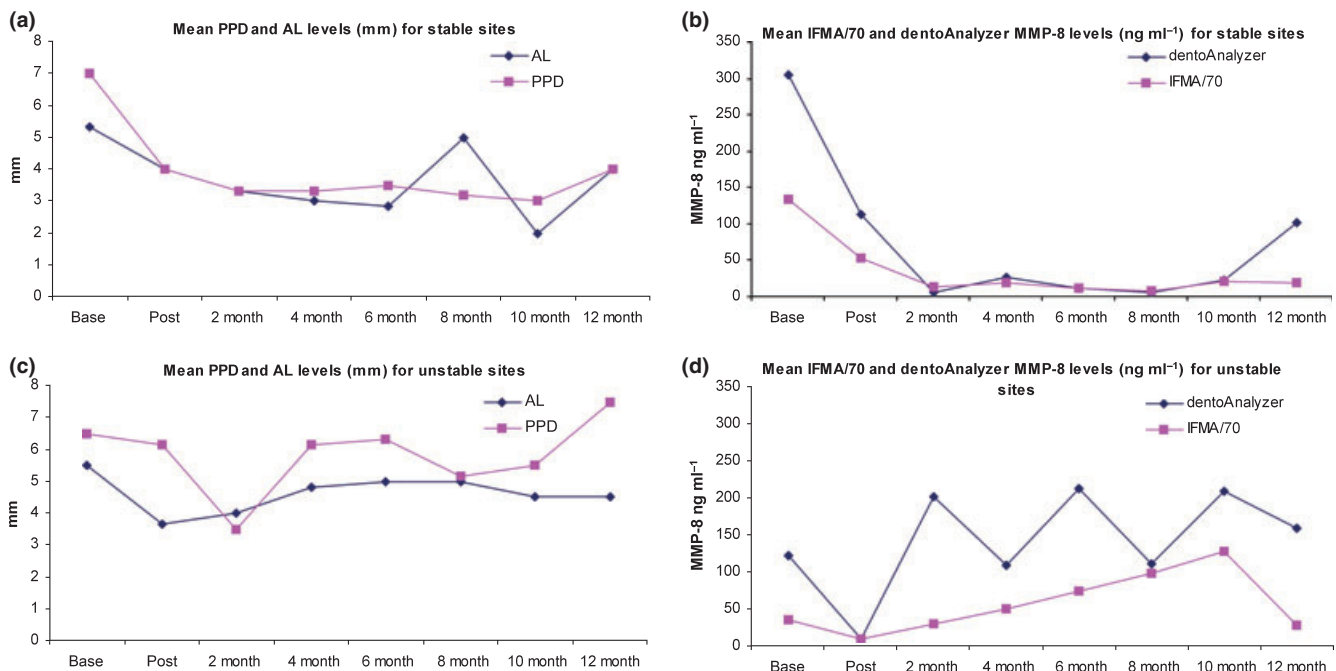 (a)
Mean PPD and AL levels (mm) for stable sites
AL
PPD
8
7
6
5
4
3
2
1
0
mm
Base Post 2 month 4 month 6 month 8 month 10 month 12 month
(b)
Mean IFMA/70 and dentoAnalyzer MMP-8 levels (ng ml⁻¹) for stable sites
dentoAnalyzer
IFMA/70
350
300
250
200
150
100
50
0
MMP-8 ng ml⁻¹
Base Post 2 month 4 month 6 month 8 month 10 month 12 month
(c)
Mean PPD and AL levels (mm) for unstable sites
AL
PPD
8
7
6
5
4
3
2
1
0
mm
Base Post 2 month 4 month 6 month 8 month 10 month 12 month
(d)
Mean IFMA/70 and dentoAnalyzer MMP-8 levels (ng ml⁻¹) for unstable
sites
dentoAnalyzer
IFMA/70
350
300
250
200
150
100
50
0
MMP-8 ng ml⁻¹
Base Post 2 month 4 month 6 month 8 month 10 month 12 month